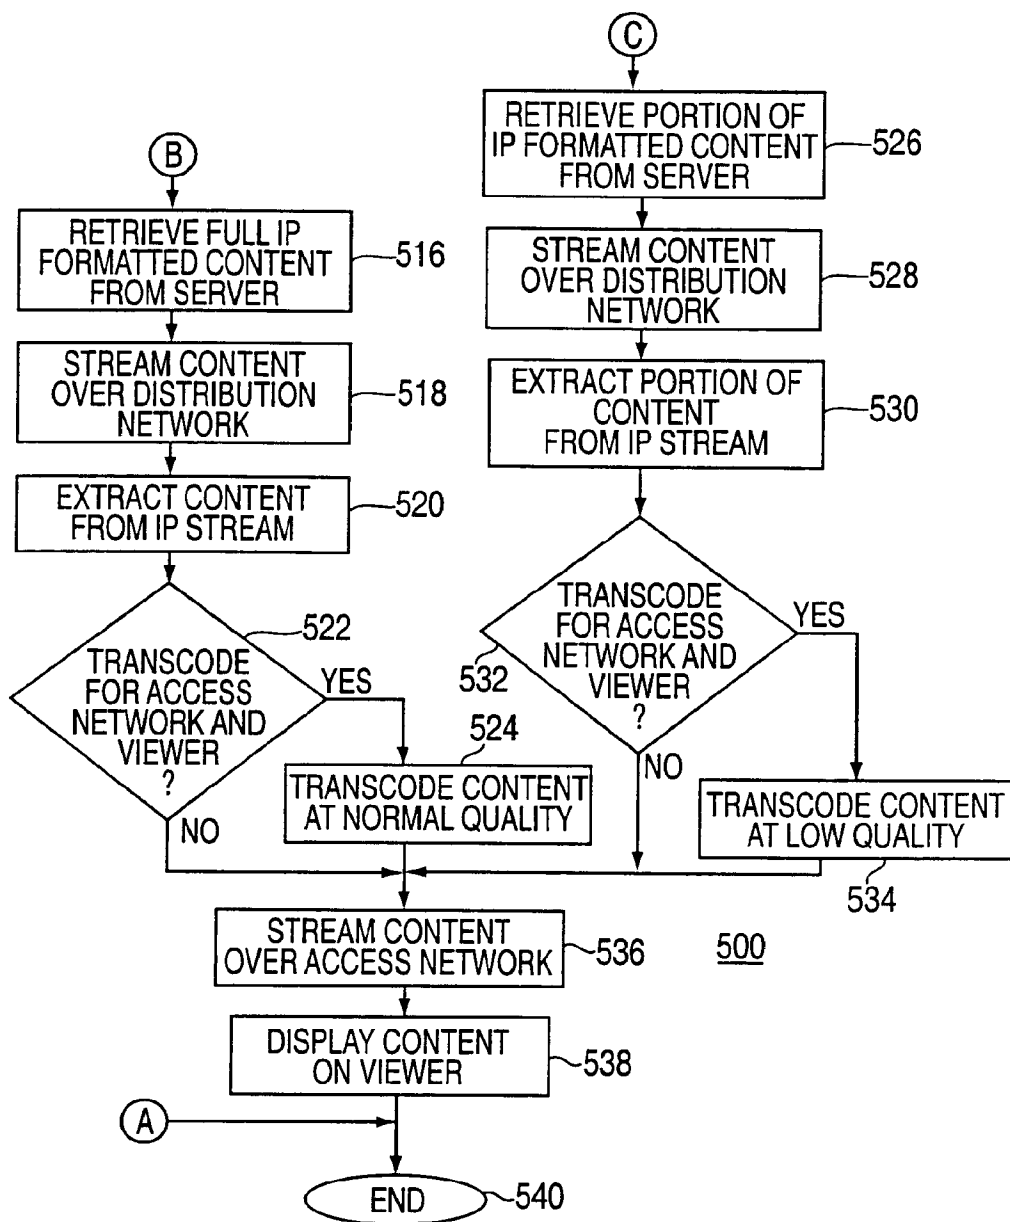 B
RETRIEVE FULL IP
FORMATTED CONTENT
FROM SERVER
516
STREAM CONTENT
OVER DISTRIBUTION
NETWORK
518
EXTRACT CONTENT
FROM IP STREAM
520
TRANSCODE
FOR ACCESS
NETWORK AND
VIEWER
?
522
YES
NO
524
TRANSCODE CONTENT
AT NORMAL QUALITY
C
RETRIEVE PORTION OF
IP FORMATTED CONTENT
FROM SERVER
526
STREAM CONTENT
OVER DISTRIBUTION
NETWORK
528
EXTRACT PORTION OF
CONTENT
FROM IP STREAM
530
TRANSCODE
FOR ACCESS
NETWORK AND
VIEWER
?
532
YES
NO
TRANSCODE CONTENT
AT LOW QUALITY
534
STREAM CONTENT
OVER ACCESS NETWORK
536
500
DISPLAY CONTENT
ON VIEWER
538
A
END
540